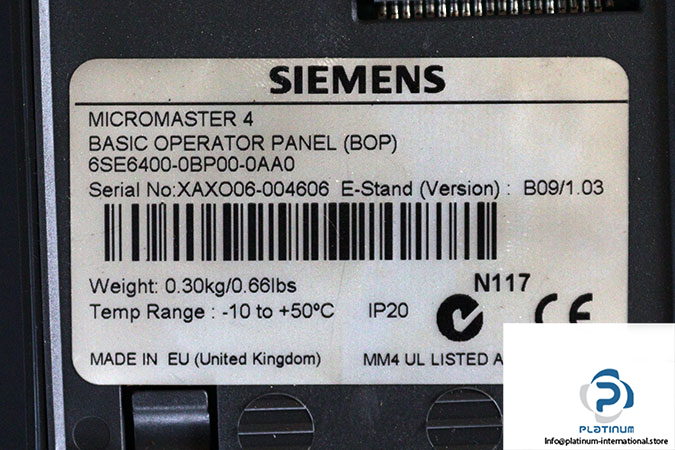 SIEMENS
MICROMASTER 4
BASIC OPERATOR PANEL (BOP)
6SE6400-0BP00-0AA0
Serial No:XAXO06-004606 E-Stand (Version) : B09/1.03
Weight: 0.30kg/0.66lbs
N117
Temp Range : -10 to +50ºC IP20
CE
MADE IN EU (United Kingdom) MM4 UL LISTED A
PLATINUM
Info@platinum-international.store